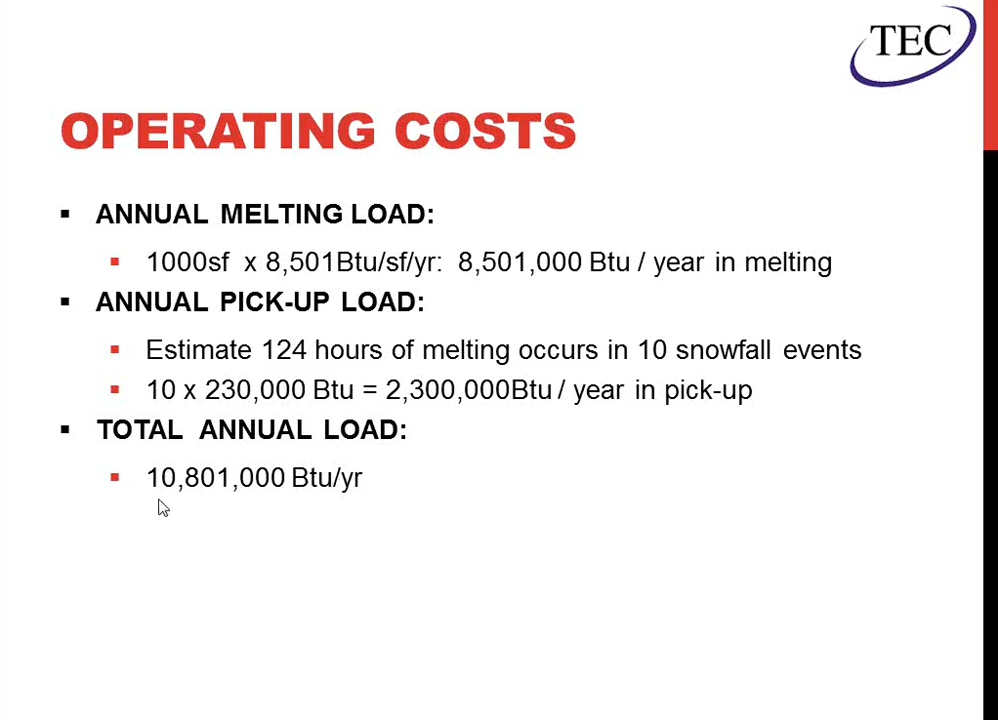 TEC
OPERATING COSTS
▪ ANNUAL MELTING LOAD:
▪ 1000sf x 8,501Btu/sf/yr: 8,501,000 Btu / year in melting
▪ ANNUAL PICK-UP LOAD:
▪ Estimate 124 hours of melting occurs in 10 snowfall events
▪ 10 x 230,000 Btu = 2,300,000Btu / year in pick-up
▪ TOTAL ANNUAL LOAD:
▪ 10,801,000 Btu/yr